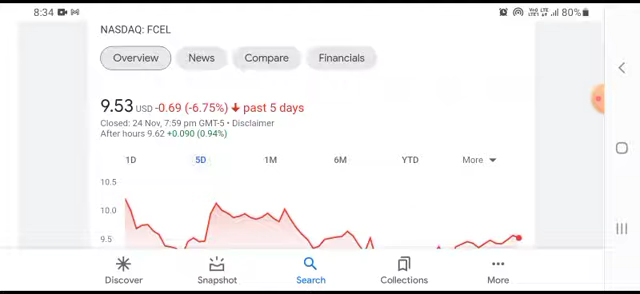 8:34 80%
NASDAQ: FCEL
Overview News Compare Financials
9.53 USD -0.69 (-6.75%) past 5 days
Closed: 24 Nov, 7:59 pm GMT-5 • Disclaimer
After hours 9.62 +0.090 (0.94%)
1D 5D 1M 6M YTD More
10.5
10.0
9.5
Discover Snapshot Search Collections More